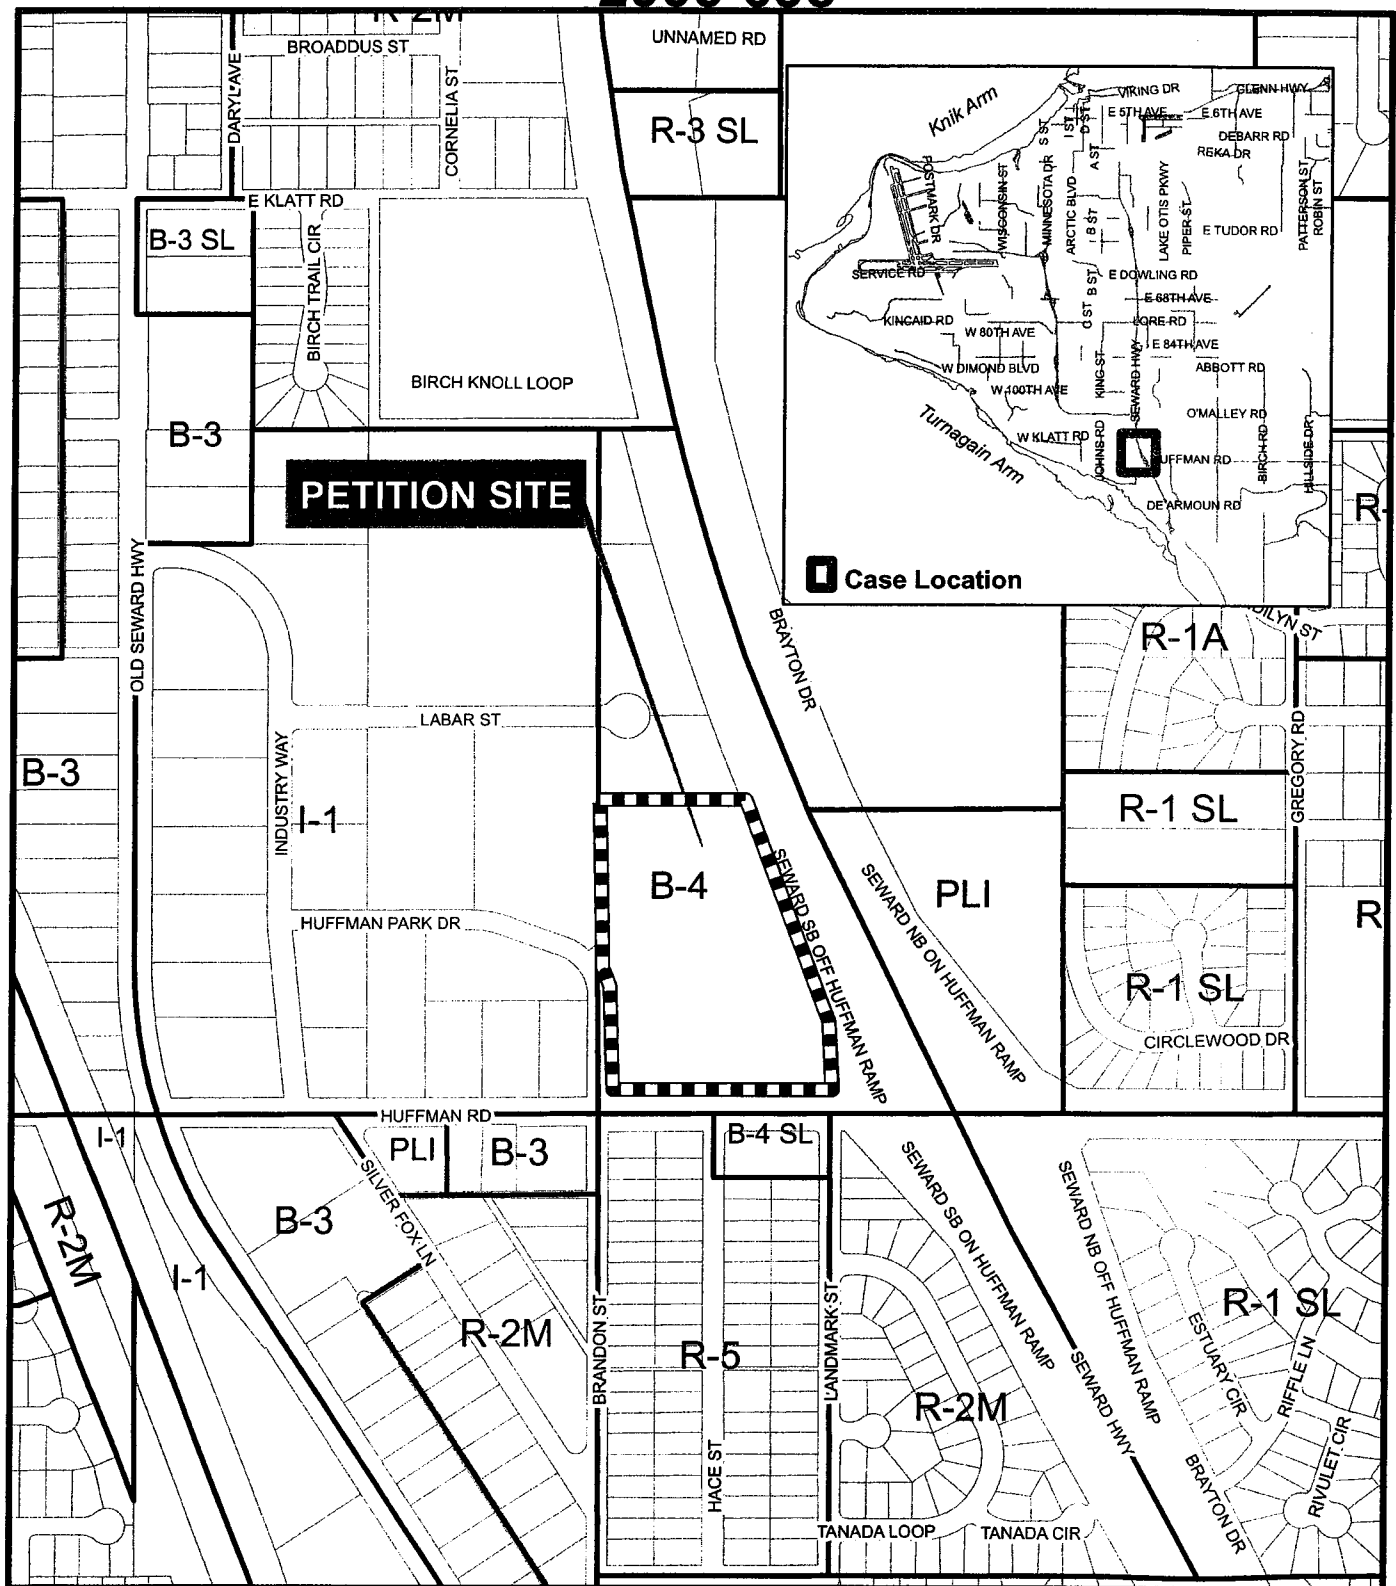 BROADDUS ST
DARYL AVE
CORNELIA ST
UNNAMED RD
R-3 SL
E KLATT RD
B-3 SL
BIRCH TRAIL CIR
BIRCH KNOLL LOOP
B-3
PETITION SITE
OLD SEWARD HWY
BRAYTON DR
LABAR ST
INDUSTRY WAY
B-3
I-1
B-4
HUFFMAN PARK DR
SEWARD SB OFF HUFFMAN RAMP
SEWARD NB ON HUFFMAN RAMP
PLI
R-1A
R-1 SL
GREGORY RD
R-1 SL
CIRCLEWOOD DR
R-
R
Knik Arm
VIKING DR
GLENN HWY
E 5TH AVE
E 6TH AVE
DEBARR RD
REKA DR
S ST
I ST
D ST
A ST
POSTMARK DR
WISCONSIN ST
MINNESOTA DR
ARCTIC BLVD
B ST
LAKE OTIS PKWY
PIPER ST
PATTERSON ST
ROBIN ST
E TUDOR RD
SERVICE RD
E DOWLING RD
B ST
C ST
E 68TH AVE
KINCAID RD
W 80TH AVE
LORE RD
E 84TH AVE
W DIMOND BLVD
KING ST
SEWARD HWY
ABBOTT RD
W 100TH AVE
O'MALLEY RD
Turnagain Arm
W KLATT RD
JOHNS RD
HUFFMAN RD
BIRCH RD
HILLSIDE DR
DE ARMOUN RD
Case Location
HUFFMAN RD
I-1
PLI
B-3
B-4 SL
R-2M
B-3
SILVER FOX LN
I-1
R-2M
BRANDON ST
R-5
HACE ST
LANDMARK ST
R-2M
SEWARD SB ON HUFFMAN RAMP
SEWARD HWY
SEWARD NB OFF HUFFMAN RAMP
R-1 SL
ESTUARY CIR
RIFFLE LN
RIVULET CIR
BRAYTON DR
TANADA LOOP
TANADA CIR